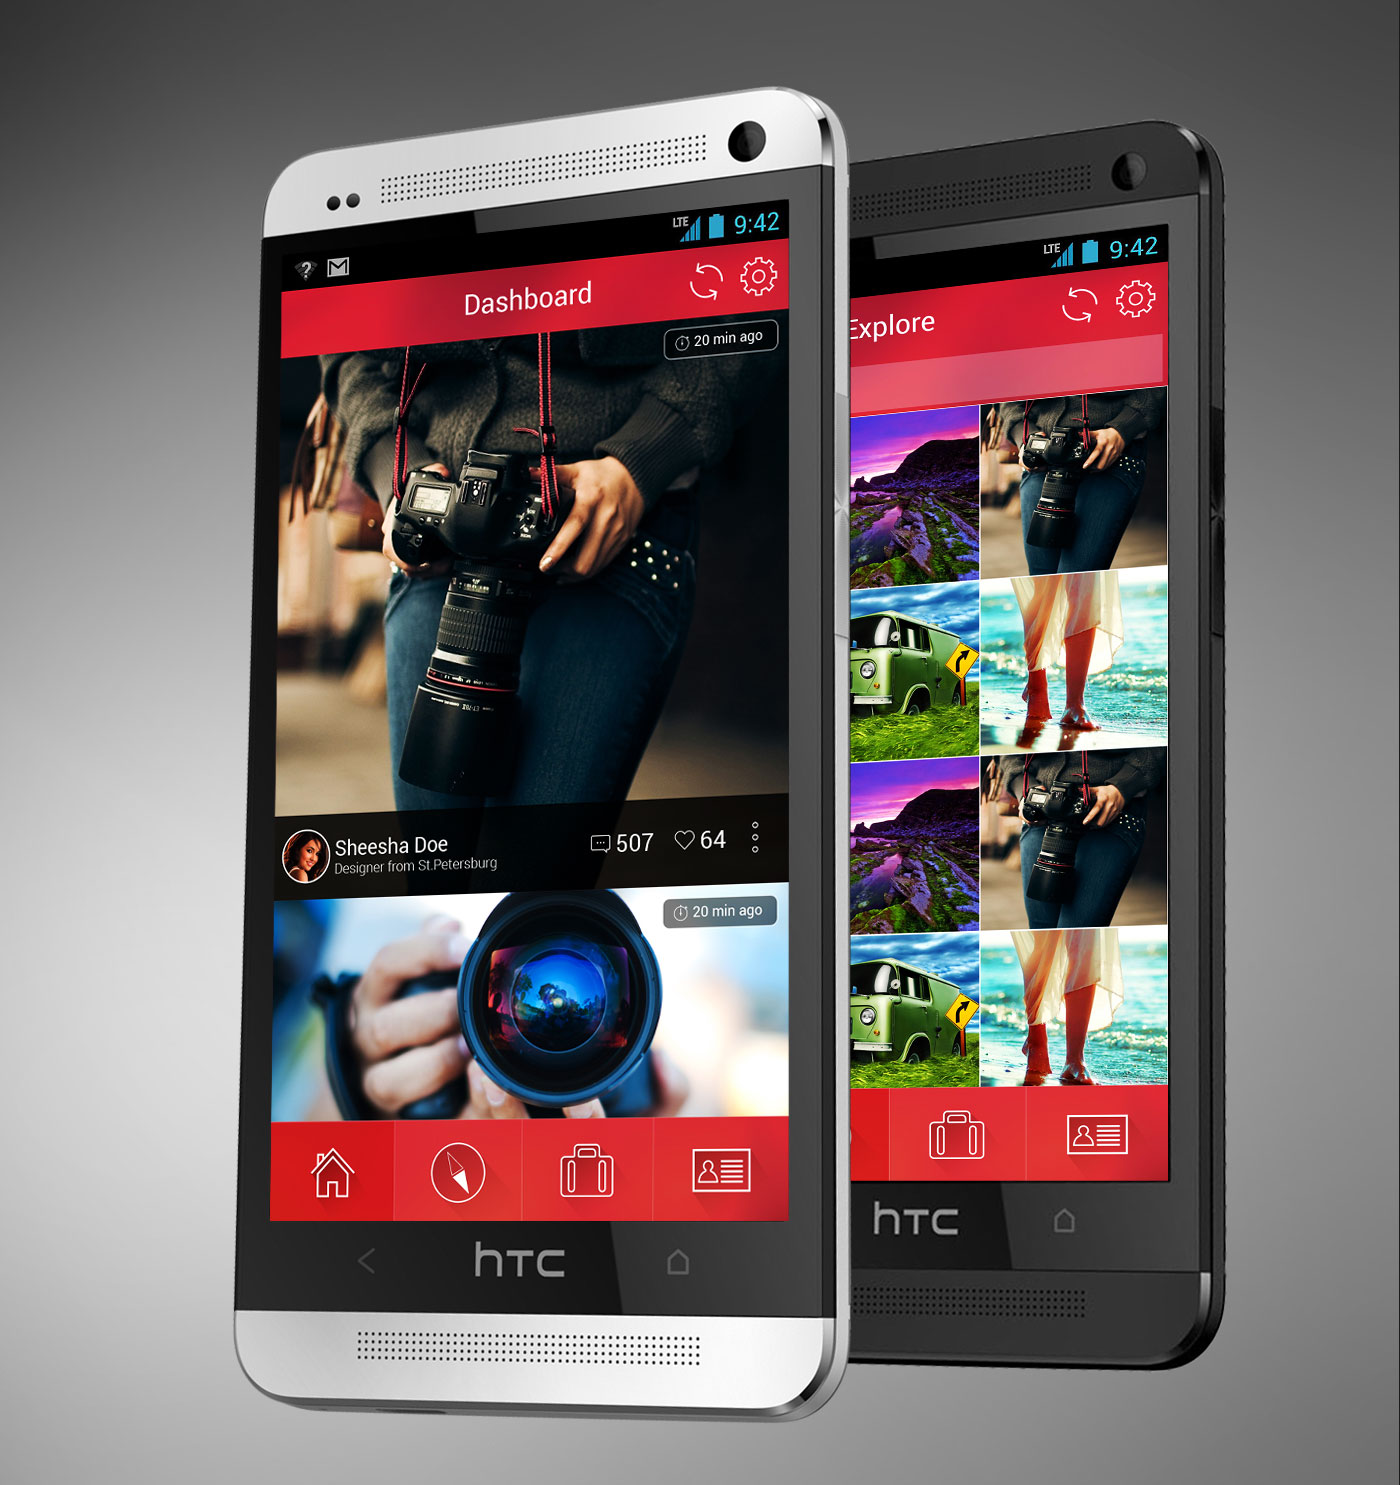 LTE 9:42
Dashboard
20 min ago
Sheesha Doe
Designer from St.Petersburg
507
64
20 min ago
hTC
LTE 9:42
Explore
hTC